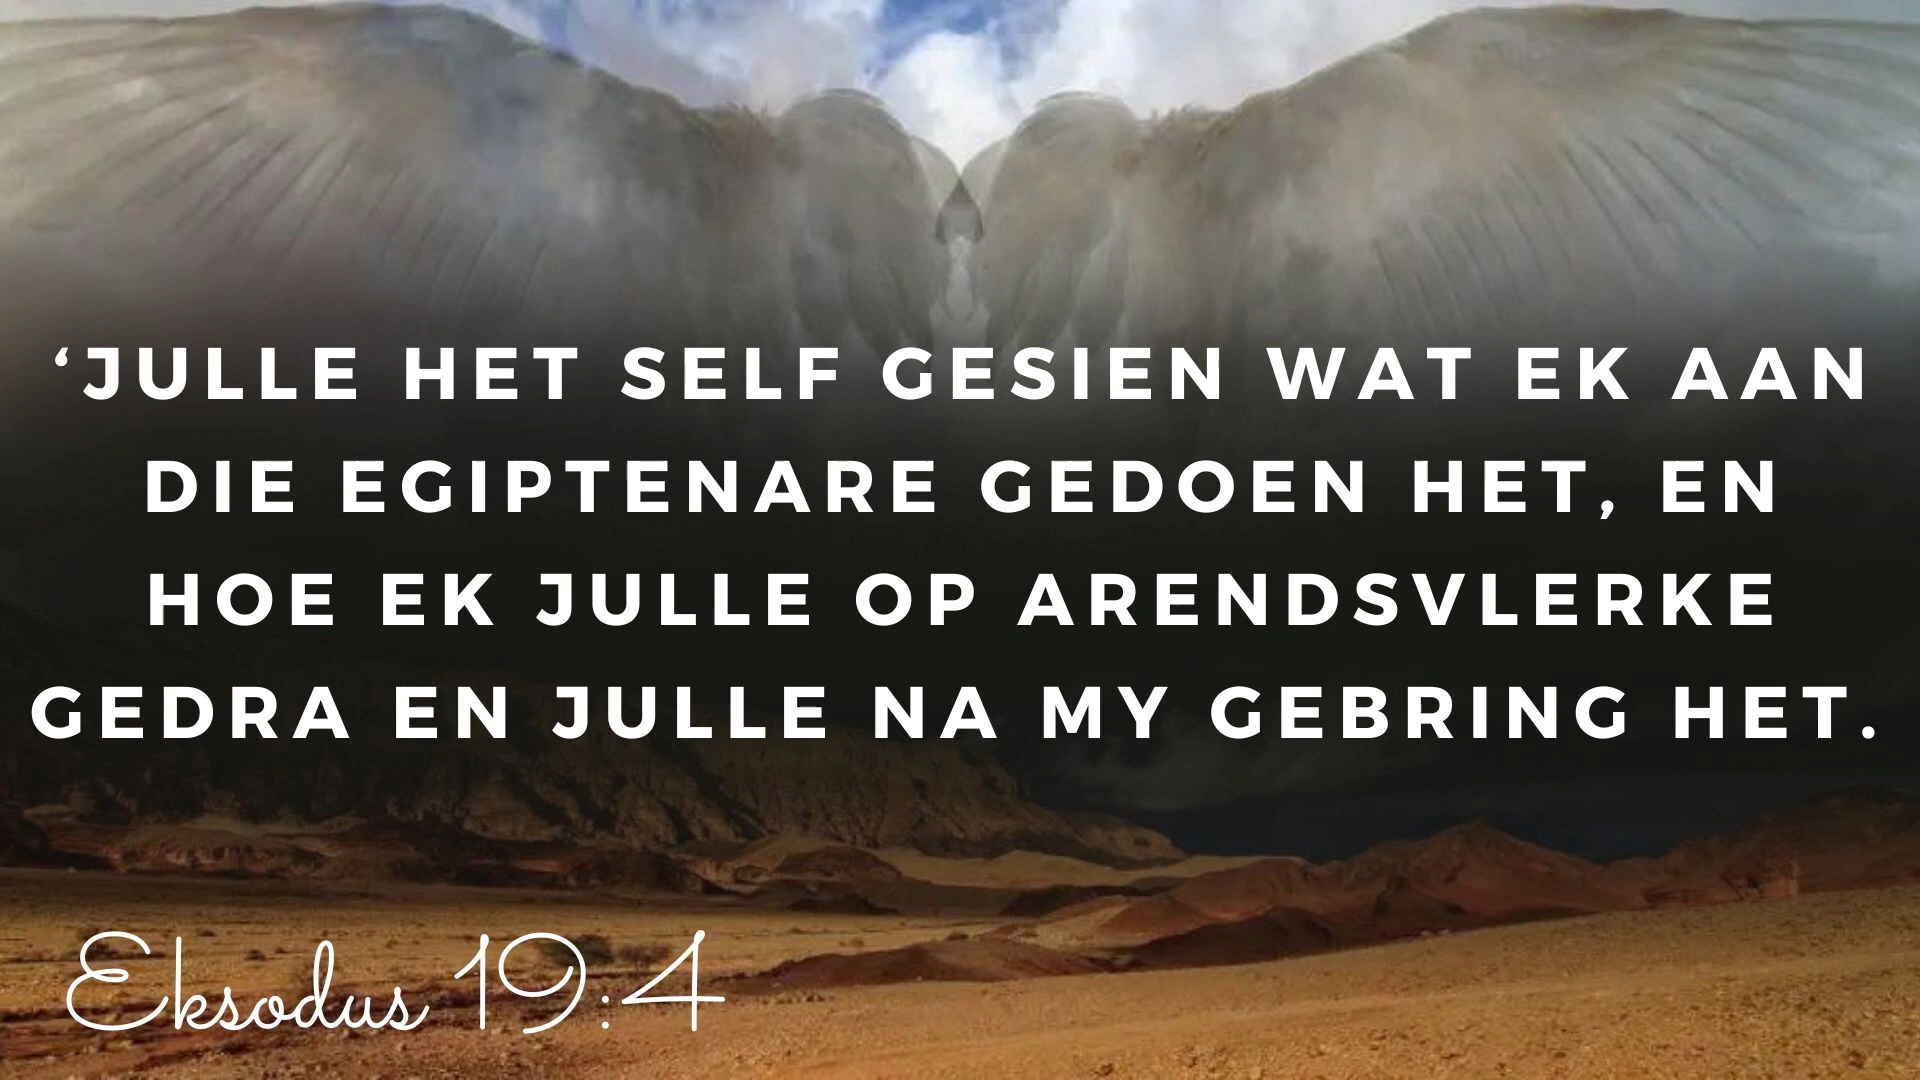 ‘JULLE HET SELF GESIEN WAT EK AAN
DIE EGIPTENARE GEDOEN HET, EN
HOE EK JULLE OP ARENDSVLERKE
GEDRA EN JULLE NA MY GEBRING HET.
Eksodus 19:4